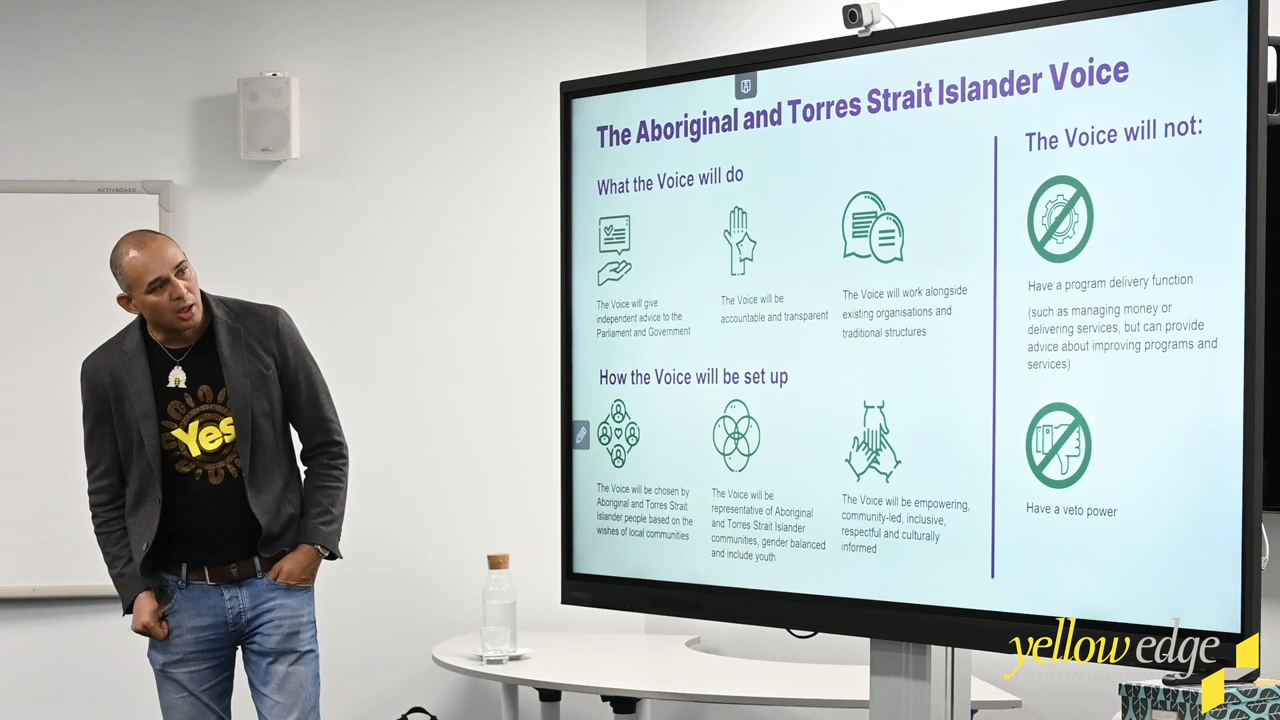 ACTIVBOARD
Yes
The Aboriginal and Torres Strait Islander Voice
What the Voice will do
The Voice will give
independent advice to the
Parliament and Government
The Voice will be
accountable and transparent
The Voice will work alongside
existing organisations and
traditional structures
How the Voice will be set up
The Voice will be chosen by
Aboriginal and Torres Strait
Islander people based on the
wishes of local communities
The Voice will be
representative of Aboriginal
and Torres Strait Islander
communities, gender balanced
and include youth
The Voice will be empowering,
community-led, inclusive,
respectful and culturally
informed
The Voice will not:
Have a program delivery function
(such as managing money or
delivering services, but can provide
advice about improving programs and
services)
Have a veto power
yellow edge